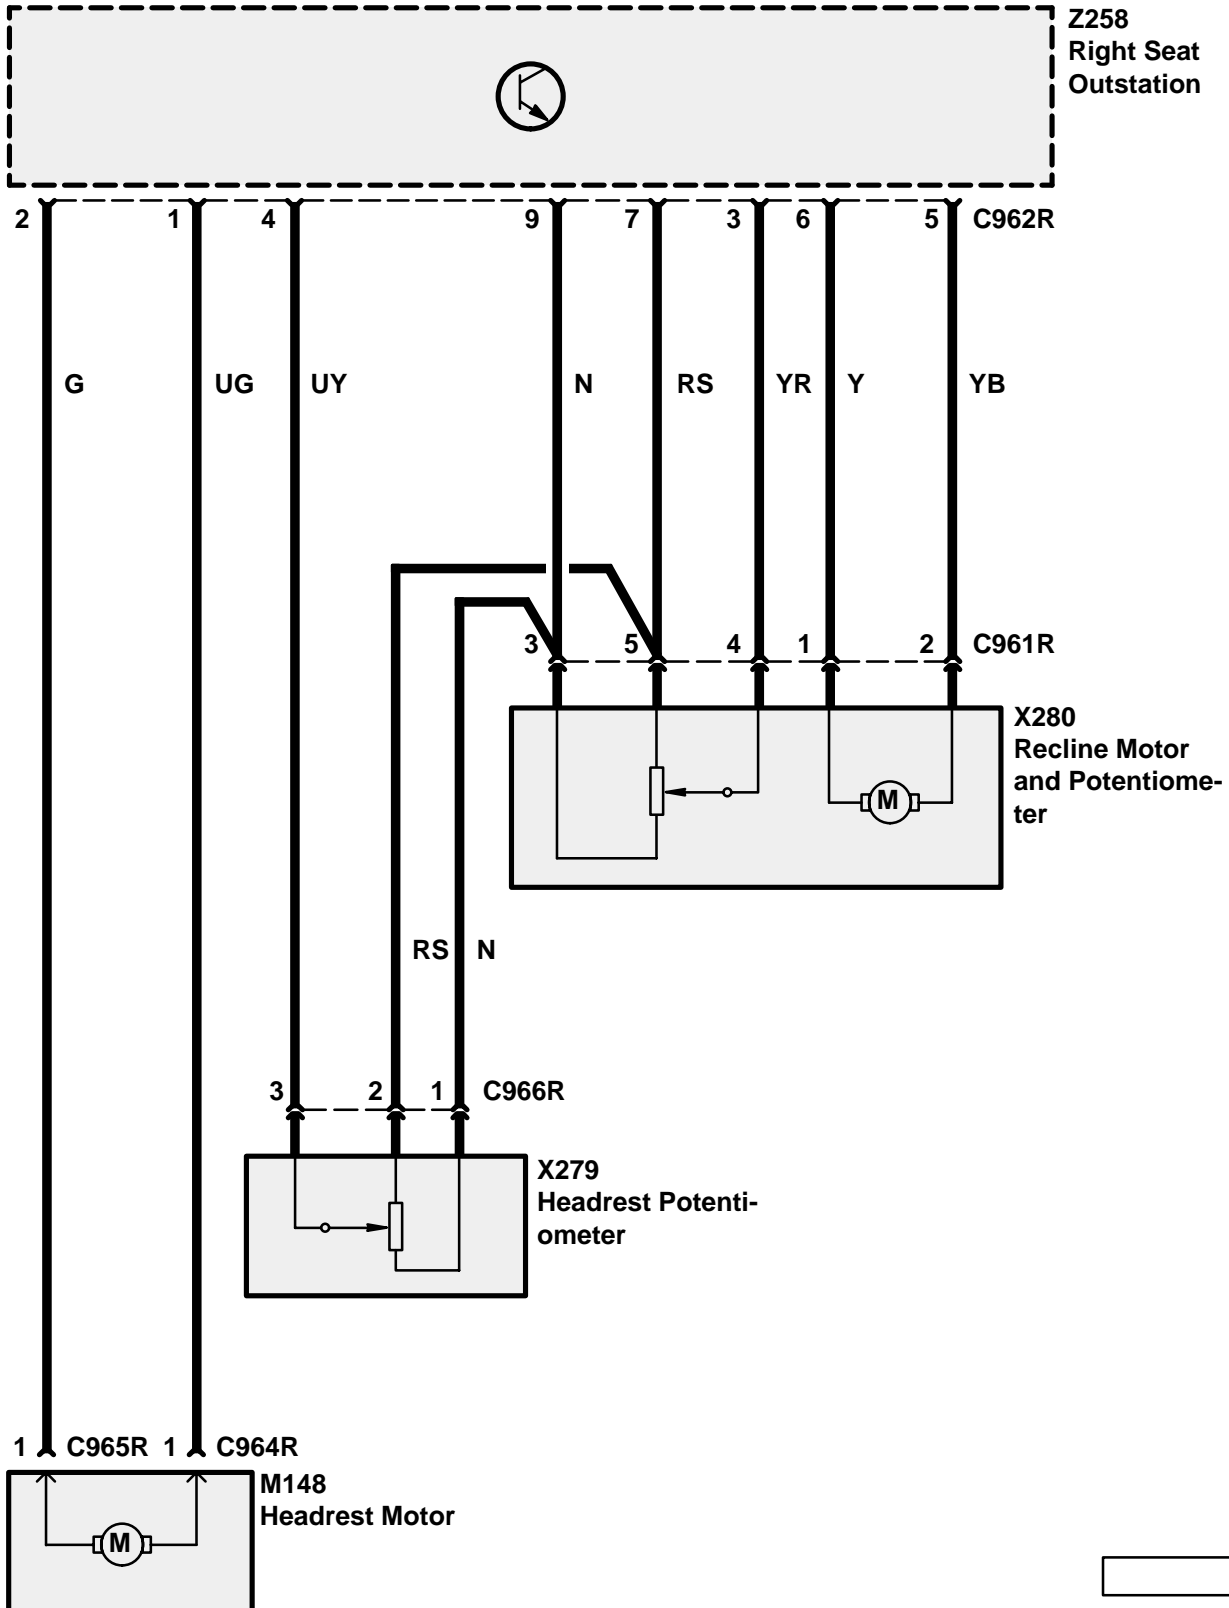 Z258
Right Seat
Outstation
2 1 4 9 7 3 6 5 C962R
G UG UY N RS YR Y YB
3 5 4 1 2 C961R
X280
Recline Motor
and Potentiome-
ter
M
RS N
3 2 1 C966R
X279
Headrest Potenti-
ometer
1 C965R 1 C964R
M148
Headrest Motor
M